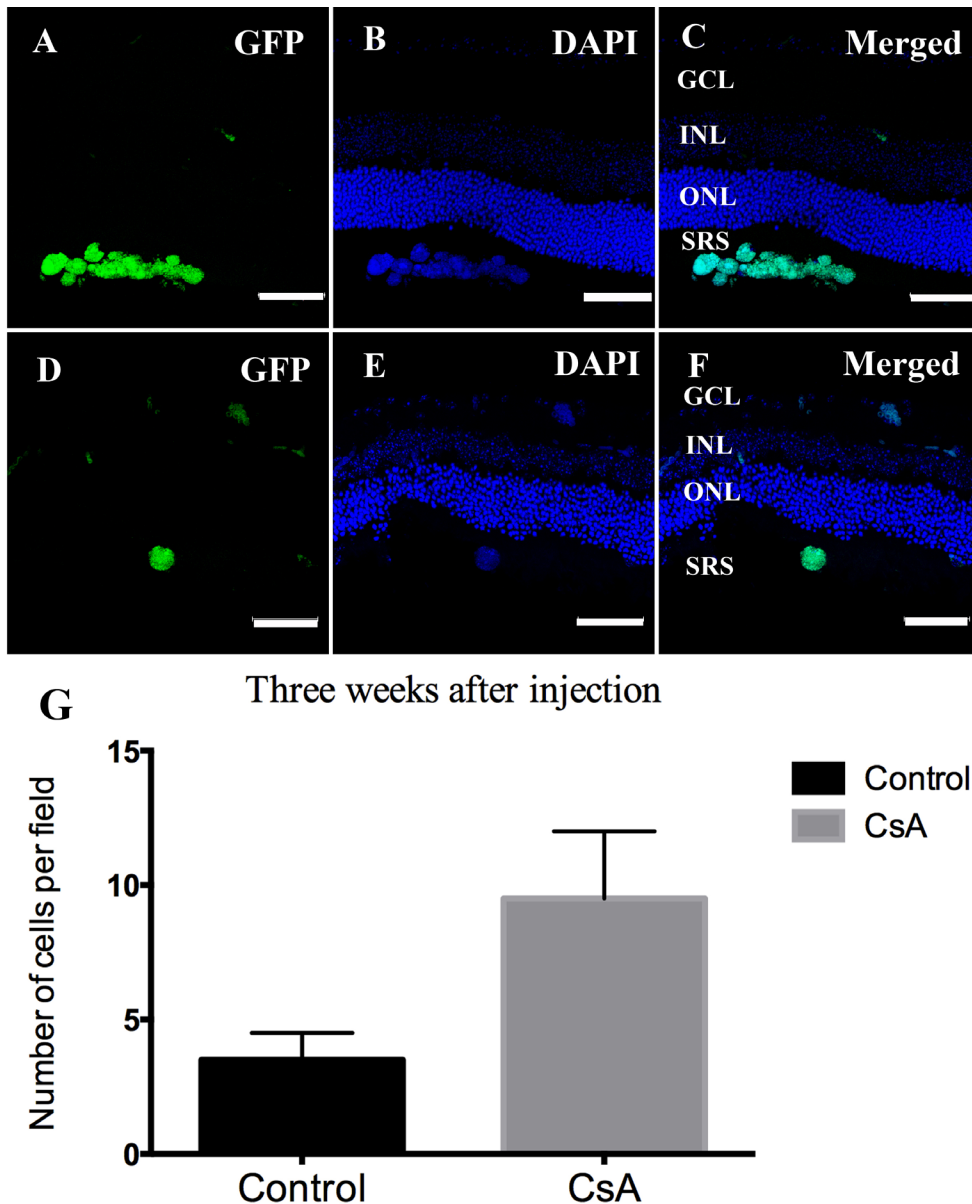 A GFP
B DAPI
C Merged
GCL
INL
ONL
SRS
D GFP
E DAPI
F Merged
GCL
INL
ONL
SRS
G
Three weeks after injection
Number of cells per field
15
10
5
0
Control
CsA
Control
CsA